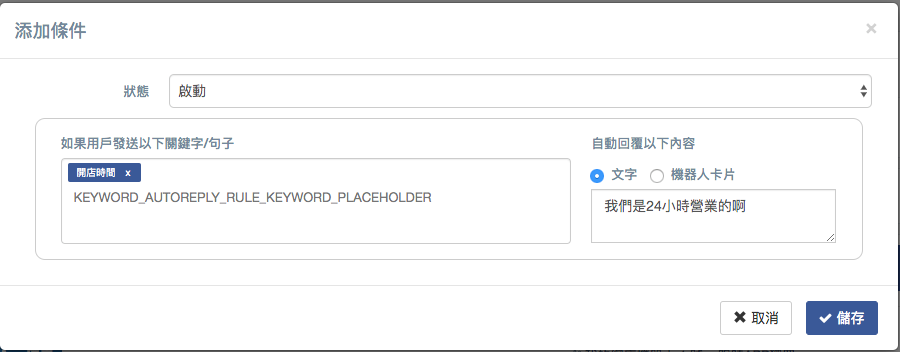 添加條件 ×
狀態 啟動
如果用戶發送以下關鍵字/句子
開店時間 x
KEYWORD_AUTOREPLY_RULE_KEYWORD_PLACEHOLDER
自動回覆以下內容
文字 機器人卡片
我們是24小時營業的啊
取消 儲存